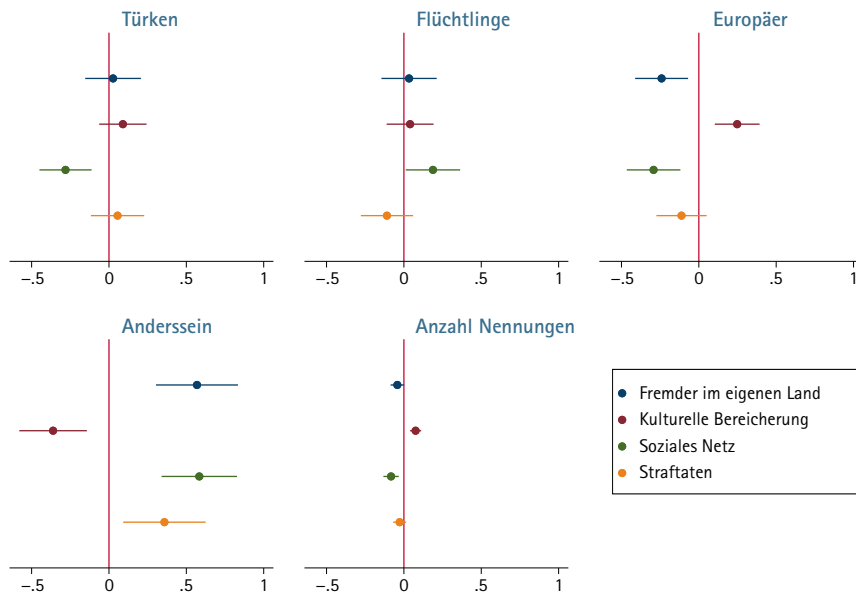 Türken Flüchtlinge Europäer
–.5 0 .5 1 –.5 0 .5 1 –.5 0 .5 1
Anderssein Anzahl Nennungen
Fremder im eigenen Land
Kulturelle Bereicherung
Soziales Netz
Straftaten
–.5 0 .5 1 –.5 0 .5 1